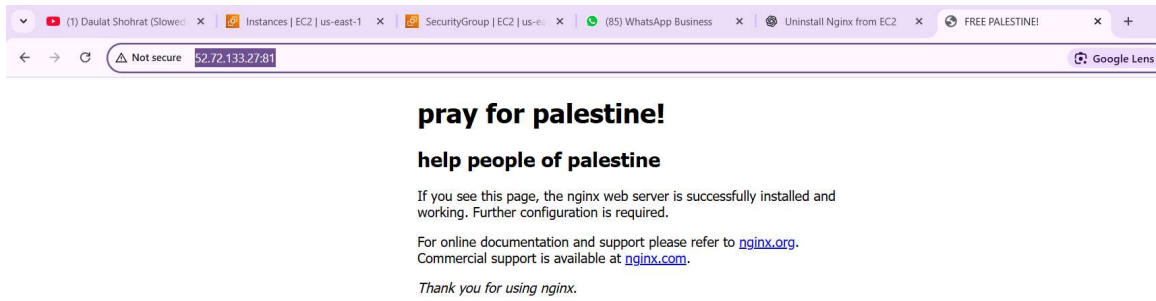 (1) Daulat Shohrat (Slowed
Instances | EC2 | us-east-1
SecurityGroup | EC2 | us-ea
(85) WhatsApp Business
Uninstall Nginx from EC2
FREE PALESTINE!
Not secure 52.72.133.27:81
Google Lens
pray for palestine!
help people of palestine
If you see this page, the nginx web server is successfully installed and
working. Further configuration is required.
For online documentation and support please refer to nginx.org.
Commercial support is available at nginx.com.
Thank you for using nginx.